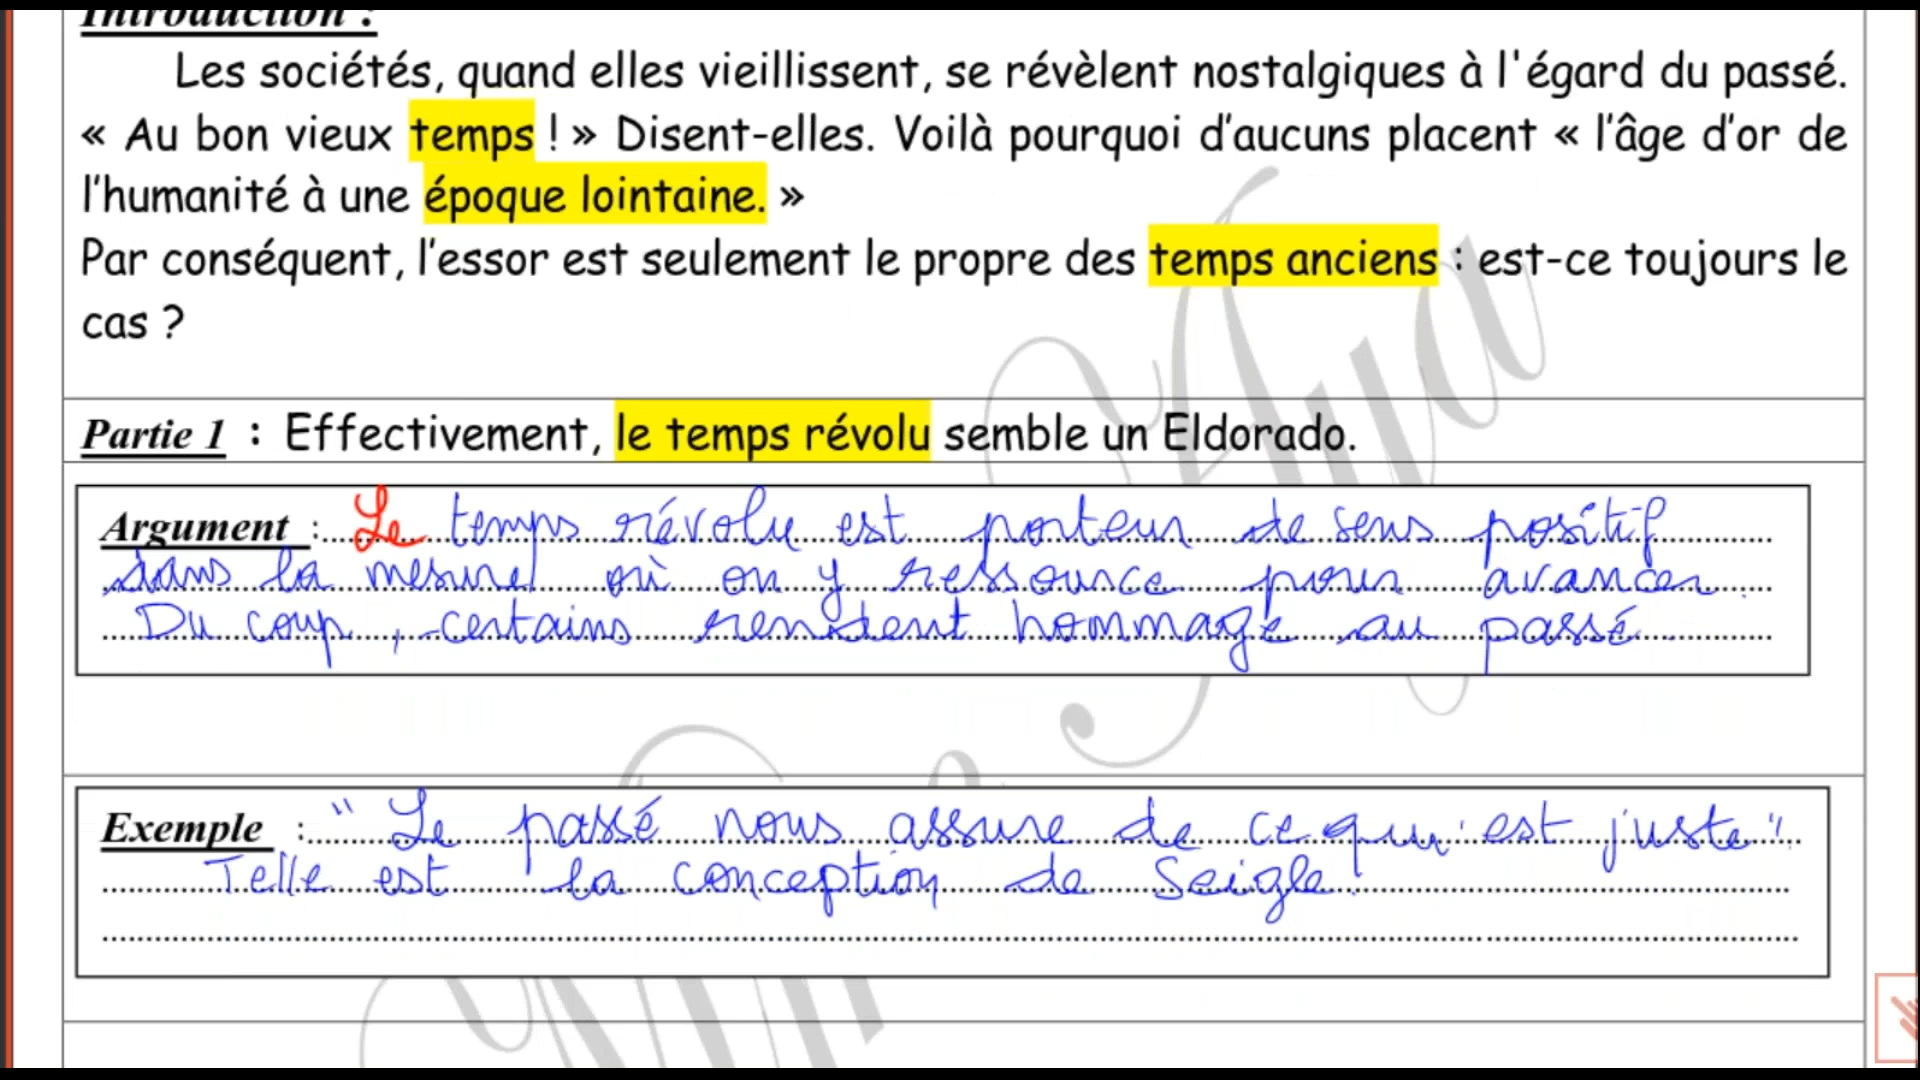 Introduction :
Les sociétés, quand elles vieillissent, se révèlent nostalgiques à l'égard du passé.
« Au bon vieux temps ! » Disent-elles. Voilà pourquoi d’aucuns placent « l’âge d’or de
l’humanité à une époque lointaine. »
Par conséquent, l’essor est seulement le propre des temps anciens : est-ce toujours le
cas ?
Partie 1 : Effectivement, le temps révolu semble un Eldorado.
Argument : Le temps révolu est porteur de sens positif
dans la mesure où on y ressource pour avancer.
Du coup, certains rendent hommage au passé
Exemple : "Le passé nous assure de ce qui est juste".
Telle est la conception de Seigle.
Aya